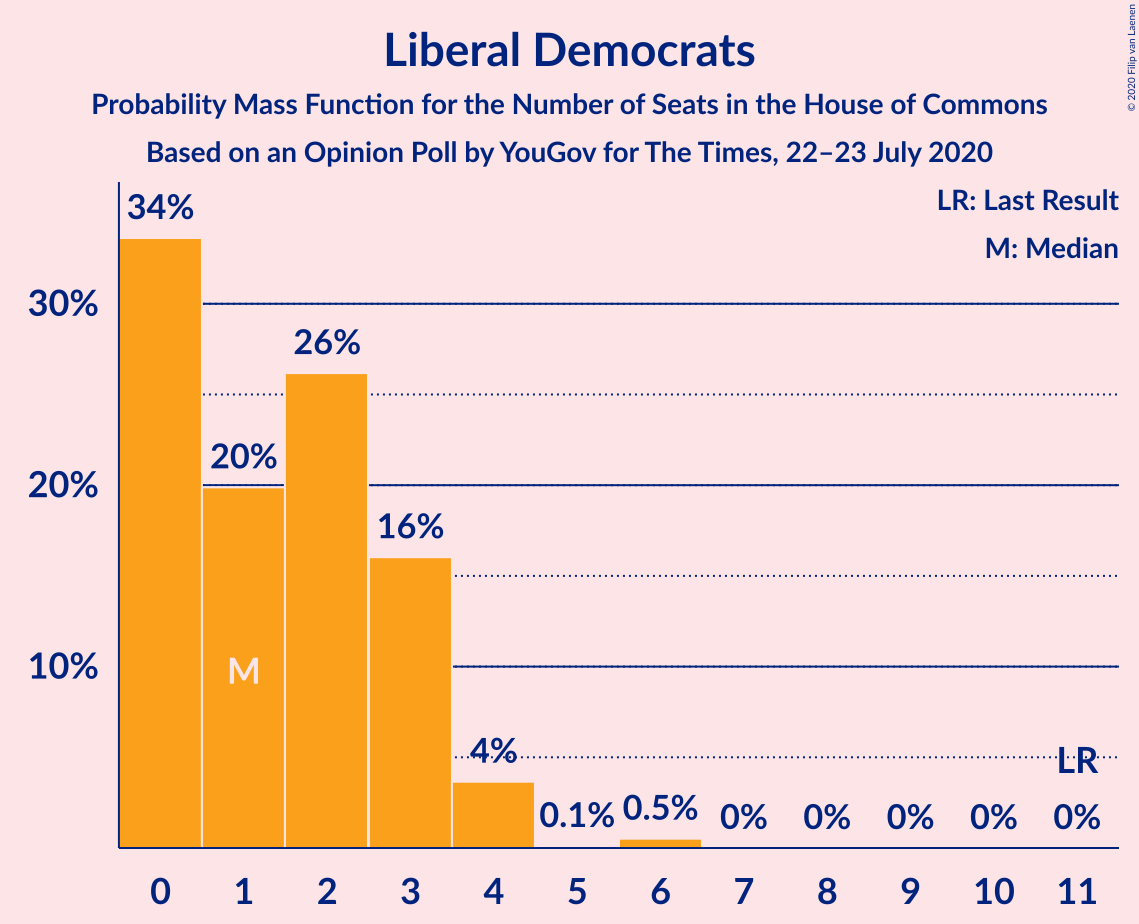 Liberal Democrats
Probability Mass Function for the Number of Seats in the House of Commons
Based on an Opinion Poll by YouGov for The Times, 22–23 July 2020
© 2020 Filip van Laenen
LR: Last Result
M: Median
34%
30%
26%
20%
20%
16%
M
10%
4%
LR
0.1%
0.5%
0%
0%
0%
0%
0%
0 1 2 3 4 5 6 7 8 9 10 11